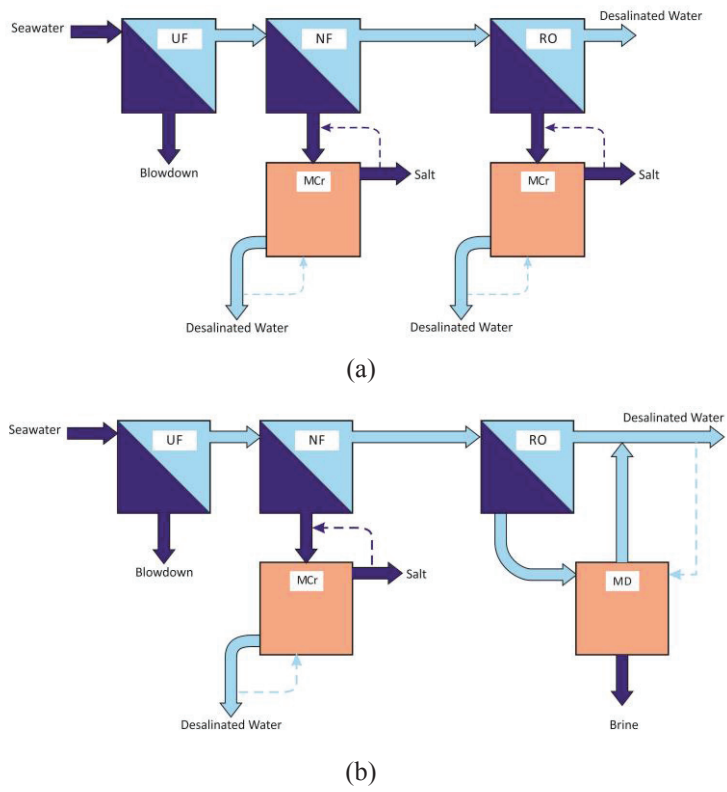 Desalinated Water
Seawater
UF
NF
RO
Blowdown
MCr
Salt
MCr
Salt
Desalinated Water
Desalinated Water
(a)
Desalinated Water
Seawater
UF
NF
RO
Blowdown
MCr
Salt
MD
Desalinated Water
Brine
(b)